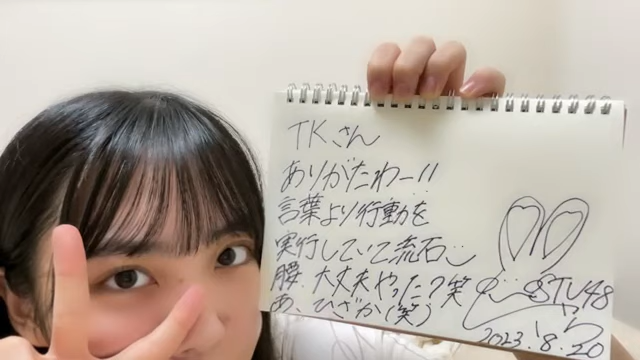 TKさん
ありがたわー!!
言葉より行動を
実行していて流石
腰、大丈夫やった?笑
あ、ひざか(笑)
STU48
2023.8.20